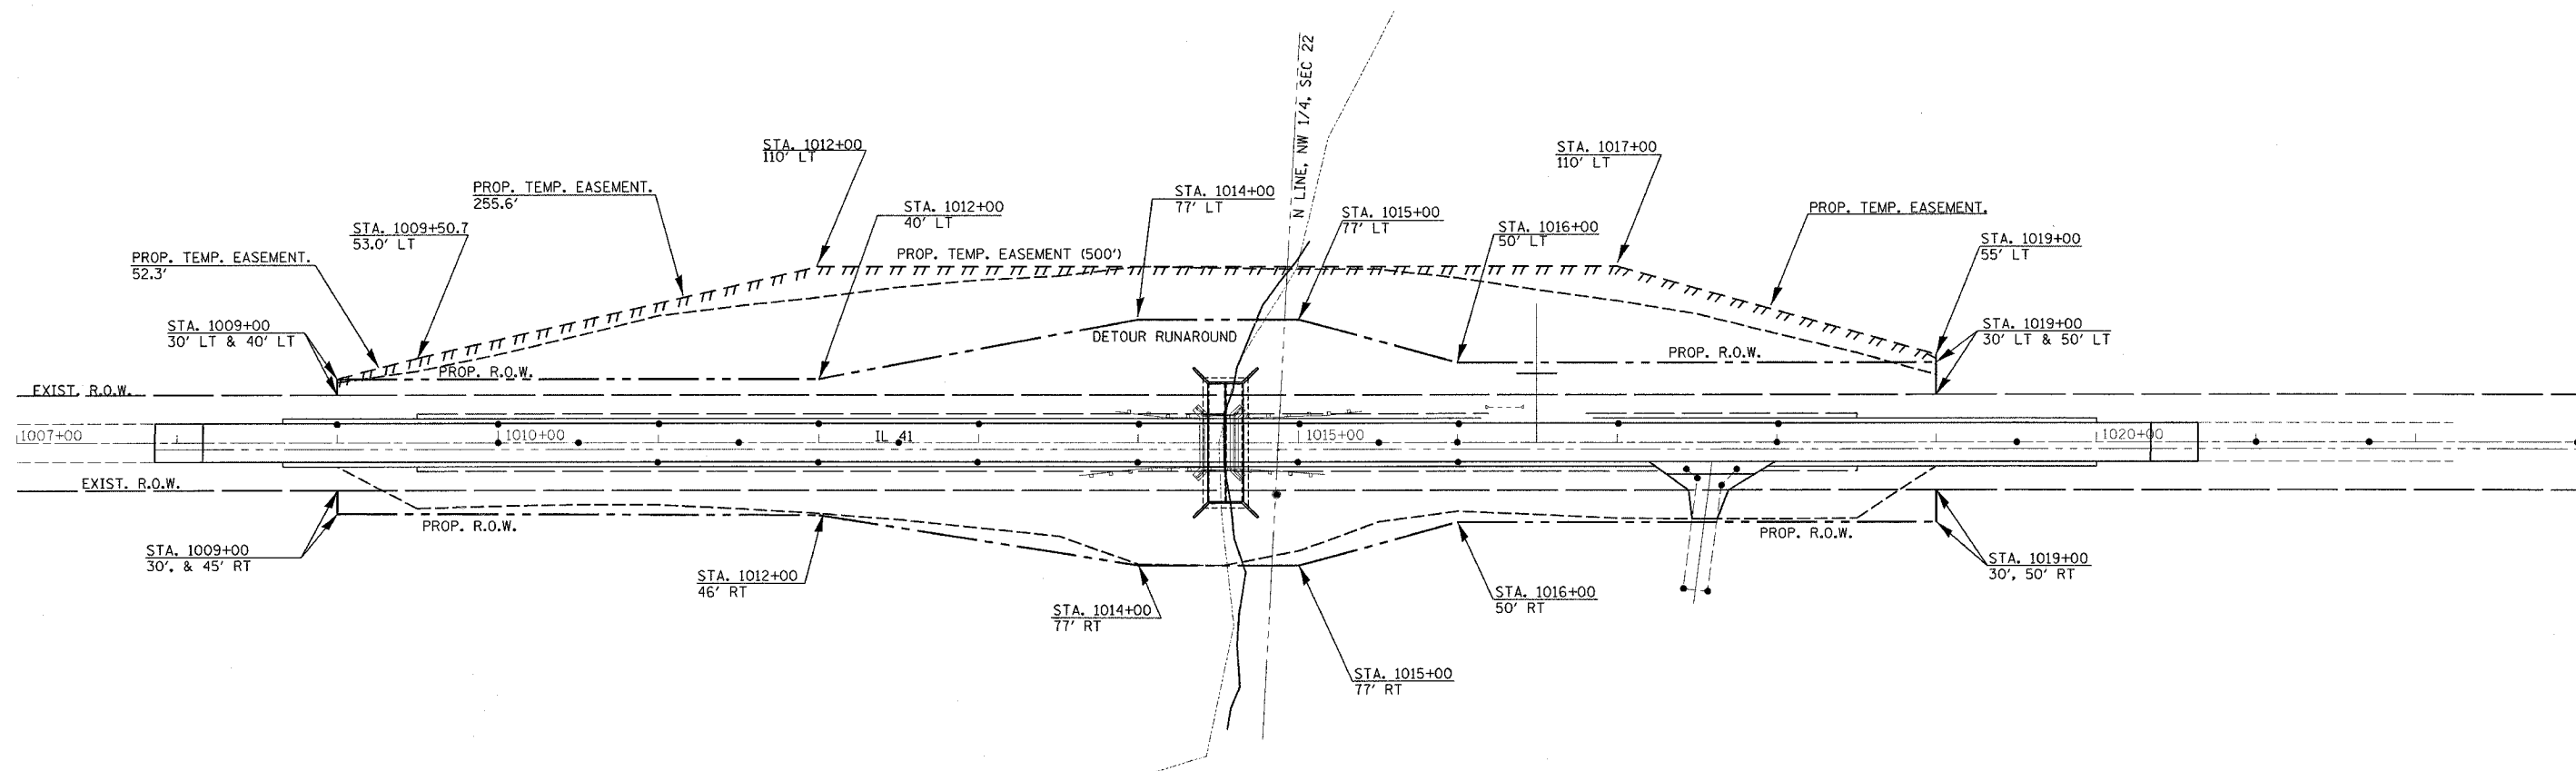 N LINE, NW 1/4, SEC 22
STA. 1012+00
110' LT
STA. 1017+00
110' LT
PROP. TEMP. EASEMENT.
255.6'
STA. 1014+00
77' LT
STA. 1012+00
40' LT
STA. 1015+00
77' LT
PROP. TEMP. EASEMENT.
STA. 1009+50.7
53.0' LT
STA. 1016+00
50' LT
STA. 1019+00
55' LT
PROP. TEMP. EASEMENT.
52.3'
PROP. TEMP. EASEMENT (500')
STA. 1009+00
30' LT & 40' LT
STA. 1019+00
30' LT & 50' LT
DETOUR RUNAROUND
PROP. R.O.W.
PROP. R.O.W.
EXIST. R.O.W.
1007+00
1010+00
IL 41
1015+00
1020+00
EXIST. R.O.W.
PROP. R.O.W.
PROP. R.O.W.
STA. 1009+00
30', & 45' RT
STA. 1012+00
46' RT
STA. 1014+00
77' RT
STA. 1016+00
50' RT
STA. 1019+00
30', 50' RT
STA. 1015+00
77' RT